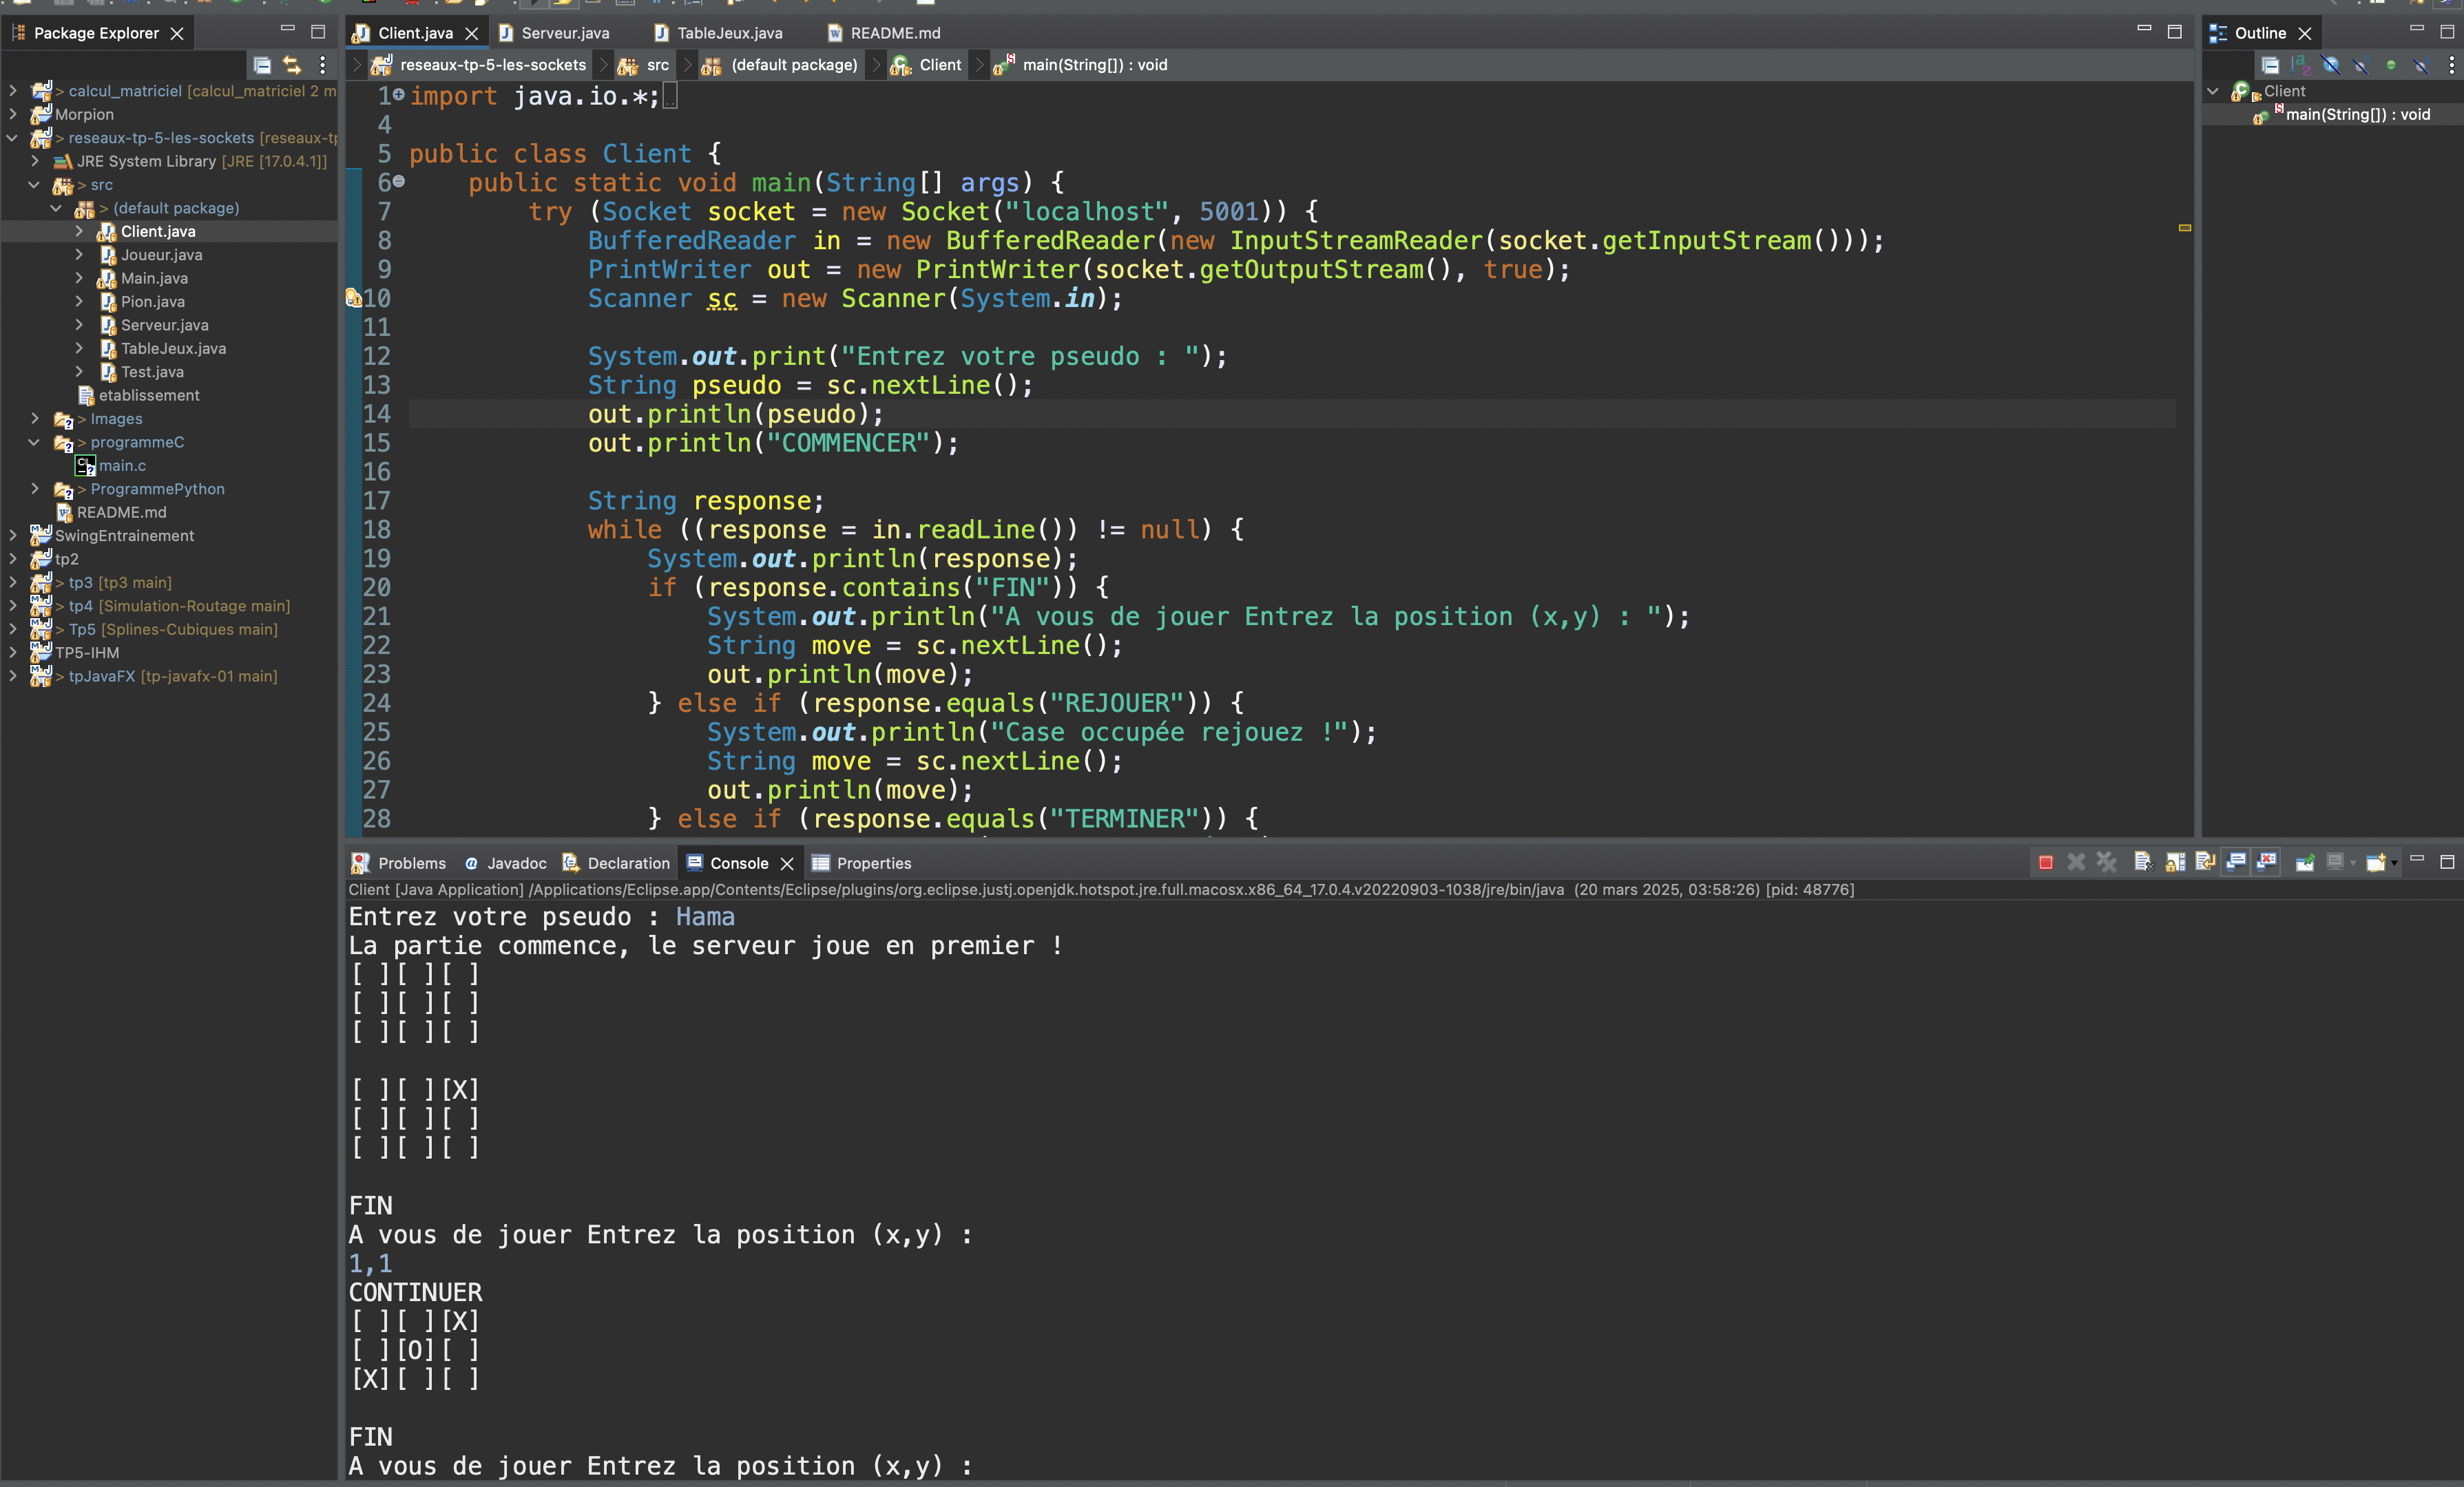 Package Explorer
Client.java
Serveur.java
TableJeux.java
README.md
Outline
reseaux-tp-5-les-sockets
src
(default package)
Client
main(String[]) : void
> calcul_matriciel [calcul_matriciel 2 m
Morpion
> reseaux-tp-5-les-sockets [reseaux-tp
JRE System Library [JRE [17.0.4.1]]
> src
> (default package)
Client.java
Joueur.java
Main.java
Pion.java
Serveur.java
TableJeux.java
Test.java
etablissement
> Images
> programmeC
main.c
> ProgrammePython
README.md
SwingEntrainement
tp2
> tp3 [tp3 main]
> tp4 [Simulation-Routage main]
> Tp5 [Splines-Cubiques main]
TP5-IHM
> tpJavaFX [tp-javafx-01 main]
1 import java.io.*;
4
5 public class Client {
6 public static void main(String[] args) {
7 try (Socket socket = new Socket("localhost", 5001)) {
8 BufferedReader in = new BufferedReader(new InputStreamReader(socket.getInputStream()));
9 PrintWriter out = new PrintWriter(socket.getOutputStream(), true);
10 Scanner sc = new Scanner(System.in);
11
12 System.out.print("Entrez votre pseudo : ");
13 String pseudo = sc.nextLine();
14 out.println(pseudo);
15 out.println("COMMENCER");
16
17 String response;
18 while ((response = in.readLine()) != null) {
19 System.out.println(response);
20 if (response.contains("FIN")) {
21 System.out.println("A vous de jouer Entrez la position (x,y) : ");
22 String move = sc.nextLine();
23 out.println(move);
24 } else if (response.equals("REJOUER")) {
25 System.out.println("Case occupée rejouez !");
26 String move = sc.nextLine();
27 out.println(move);
28 } else if (response.equals("TERMINER")) {
Client
main(String[]) : void
Problems
Javadoc
Declaration
Console
Properties
Client [Java Application] /Applications/Eclipse.app/Contents/Eclipse/plugins/org.eclipse.justj.openjdk.hotspot.jre.full.macosx.x86_64_17.0.4.v20220903-1038/jre/bin/java (20 mars 2025, 03:58:26) [pid: 48776]
Entrez votre pseudo : Hama
La partie commence, le serveur joue en premier !
[ ][ ][ ]
[ ][ ][ ]
[ ][ ][ ]
[ ][ ][X]
[ ][ ][ ]
[ ][ ][ ]
FIN
A vous de jouer Entrez la position (x,y) :
1,1
CONTINUER
[ ][ ][X]
[ ][O][ ]
[X][ ][ ]
FIN
A vous de jouer Entrez la position (x,y) :